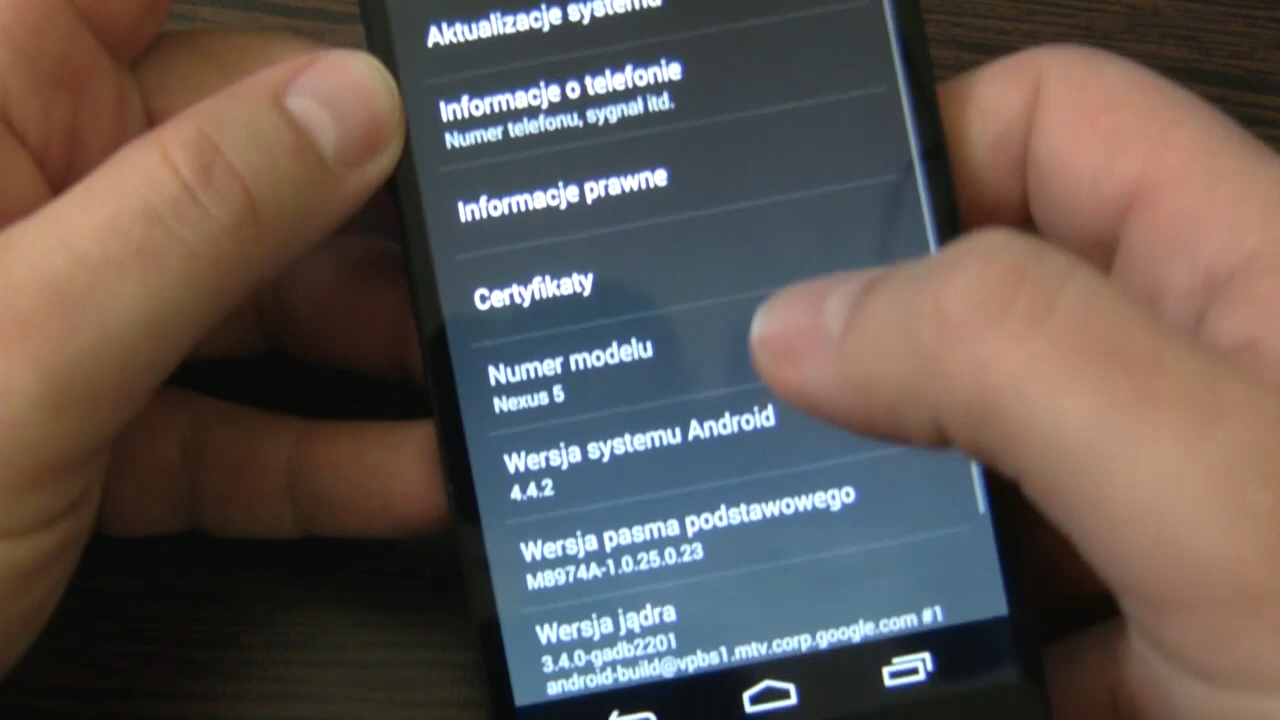 Aktualizacje systemu
Informacje o telefonie
Numer telefonu, sygnał itd.
Informacje prawne
Certyfikaty
Numer modelu
Nexus 5
Wersja systemu Android
4.4.2
Wersja pasma podstawowego
M8974A-1.0.25.0.23
Wersja jądra
3.4.0-gadb2201
android-build@vpbs1.mtv.corp.google.com #1